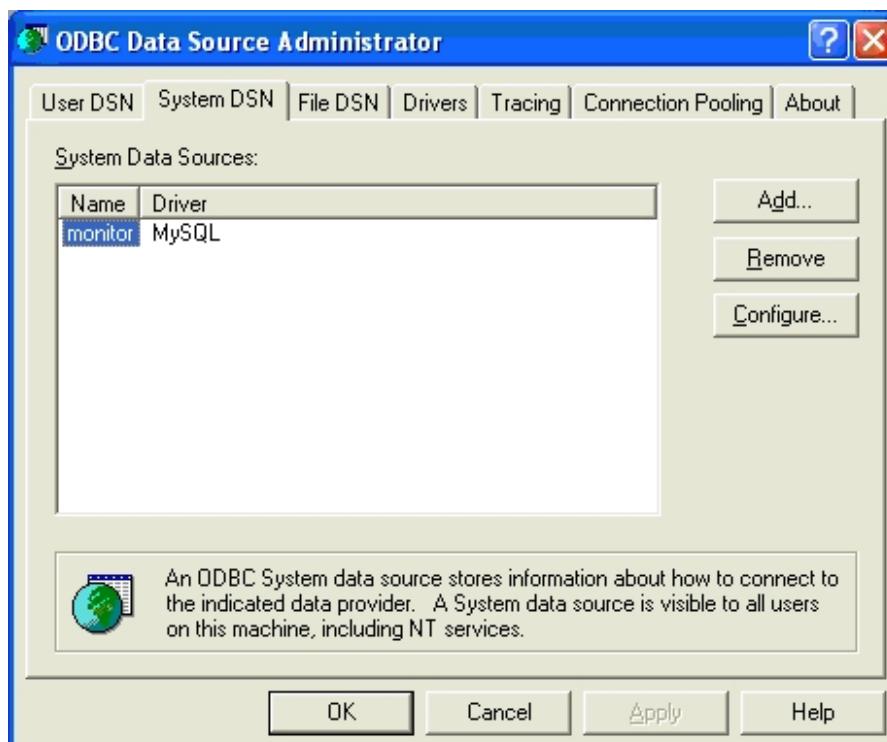 ODBC Data Source Administrator
User DSN System DSN File DSN Drivers Tracing Connection Pooling About
System Data Sources:
Name Driver
monitor MySQL
Add...
Remove
Configure...
An ODBC System data source stores information about how to connect to
the indicated data provider. A System data source is visible to all users
on this machine, including NT services.
OK Cancel Apply Help